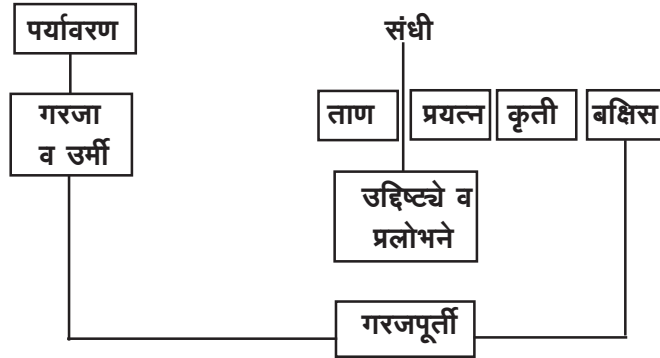 पर्यावरण
संधी
गरजा
व उर्मी
ताण
प्रयत्न
कृती
बक्षिस
उद्दिष्ट्ये व
प्रलोभने
गरजपूर्ती